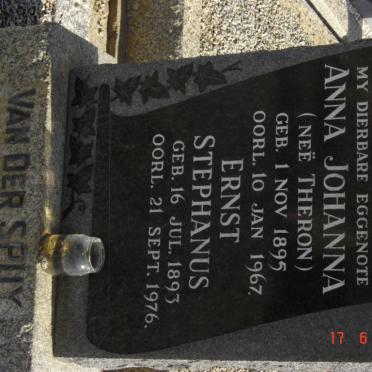 MY DIERBARE EGGENOTE
ANNA JOHANNA
(NEË THERON)
GEB. 1 NOV 1895
OORL. 10 JAN 1967.
ERNST
STEPHANUS
GEB. 16 JUL. 1893
OORL. 21 SEPT. 1976.
VAN DER SPUY
17 6